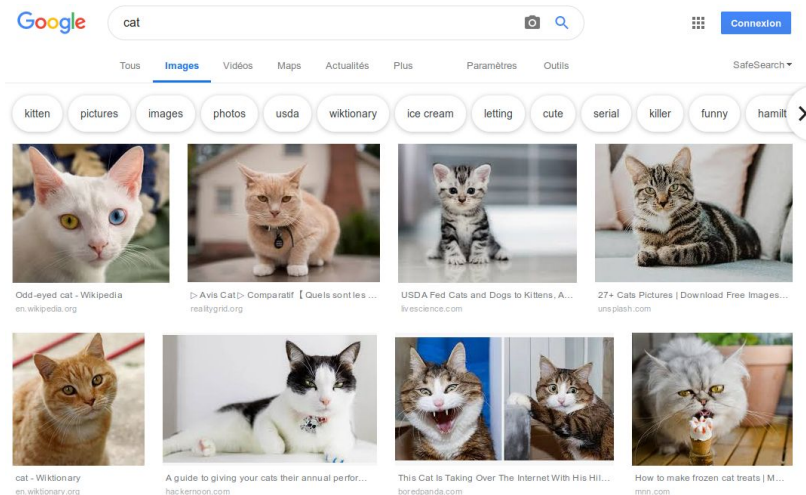 Google
cat
Connexion
Tous Images Vidéos Maps Actualités Plus Paramètres Outils SafeSearch
kitten pictures images photos usda wiktionary ice cream letting cute serial killer funny hamilt
Odd-eyed cat - Wikipedia
en.wikipedia.org
▷ Avis Cat ▷ Comparatif 【 Quels sont les ...
realitygrid.org
USDA Fed Cats and Dogs to Kittens, A...
livescience.com
27+ Cats Pictures | Download Free Images...
unsplash.com
cat - Wiktionary
en.wiktionary.org
A guide to giving your cats their annual perfor...
hackernoon.com
This Cat Is Taking Over The Internet With His Hil...
boredpanda.com
How to make frozen cat treats | M...
mnn.com